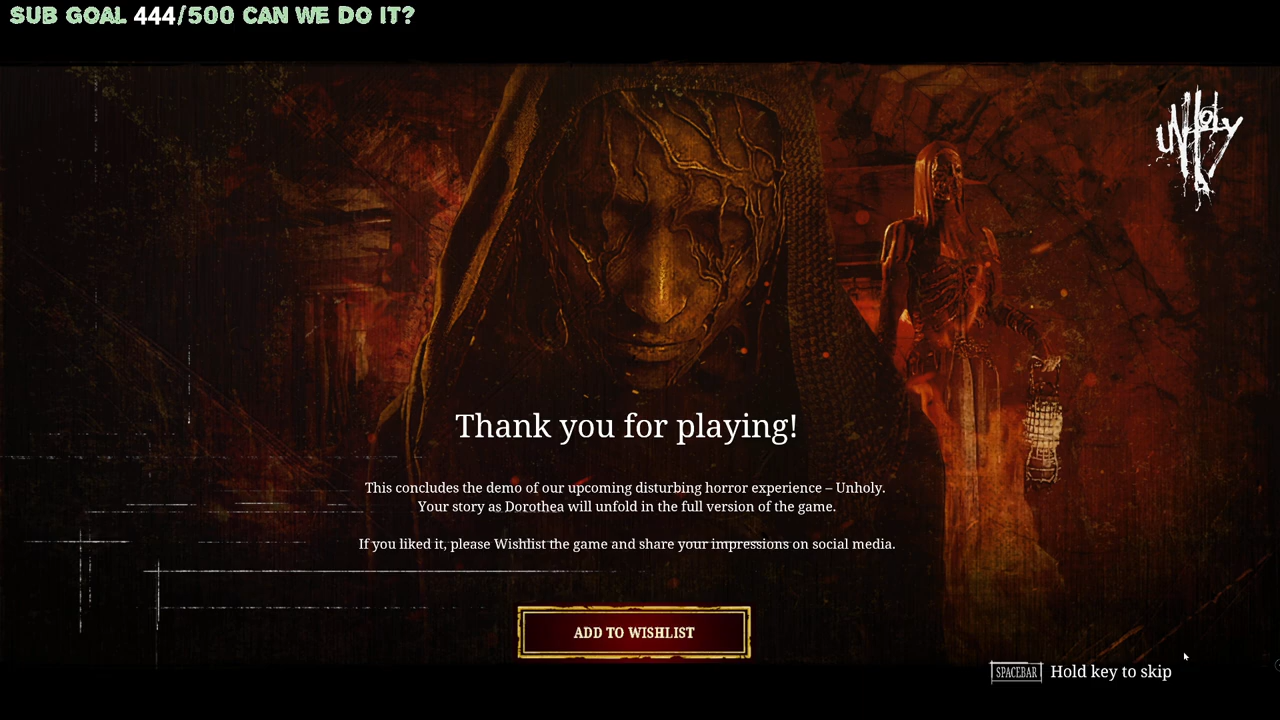 SUB GOAL 444/500 CAN WE DO IT?
UNHOLY
Thank you for playing!
This concludes the demo of our upcoming disturbing horror experience – Unholy.
Your story as Dorothea will unfold in the full version of the game.
If you liked it, please Wishlist the game and share your impressions on social media.
ADD TO WISHLIST
SPACEBAR Hold key to skip